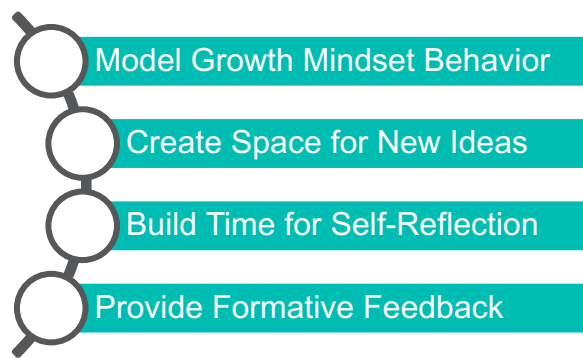 Model Growth Mindset Behavior
Create Space for New Ideas
Build Time for Self-Reflection
Provide Formative Feedback